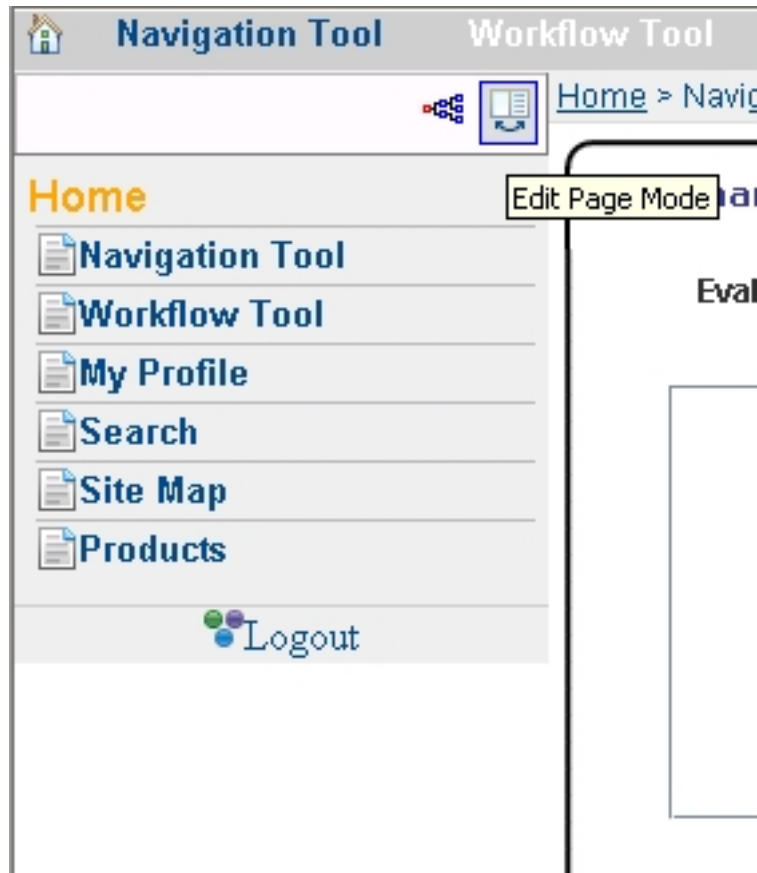 Navigation Tool Workflow Tool
Home > Navig
Home
Edit Page Mode
Navigation Tool
Eval
Workflow Tool
My Profile
Search
Site Map
Products
Logout